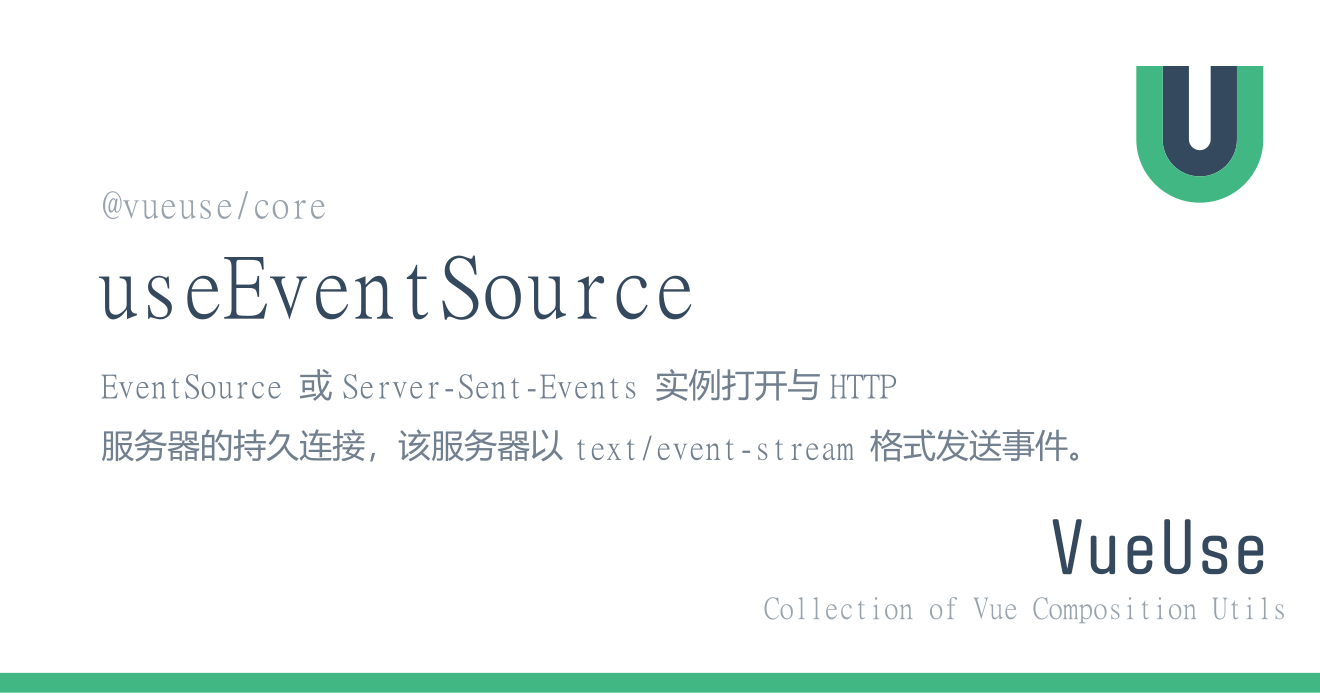 @vueuse/core
useEventSource
EventSource 或 Server-Sent-Events 实例打开与 HTTP
服务器的持久连接，该服务器以 text/event-stream 格式发送事件。
VueUse
Collection of Vue Composition Utils